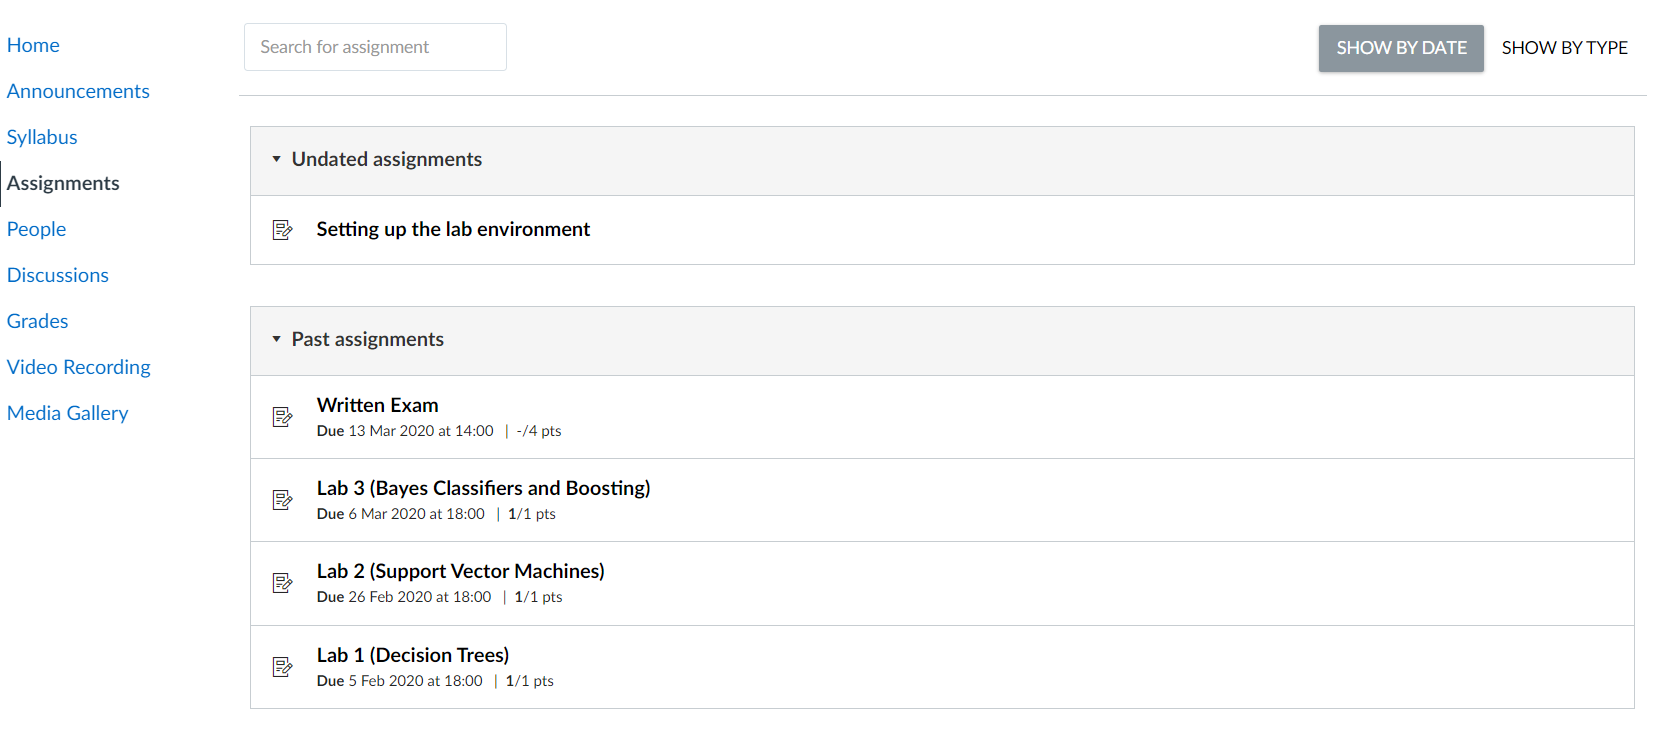 Home
Announcements
Syllabus
Assignments
People
Discussions
Grades
Video Recording
Media Gallery
Search for assignment
SHOW BY DATE
SHOW BY TYPE
Undated assignments
Setting up the lab environment
Past assignments
Written Exam
Due 13 Mar 2020 at 14:00 | -/4 pts
Lab 3 (Bayes Classifiers and Boosting)
Due 6 Mar 2020 at 18:00 | 1/1 pts
Lab 2 (Support Vector Machines)
Due 26 Feb 2020 at 18:00 | 1/1 pts
Lab 1 (Decision Trees)
Due 5 Feb 2020 at 18:00 | 1/1 pts